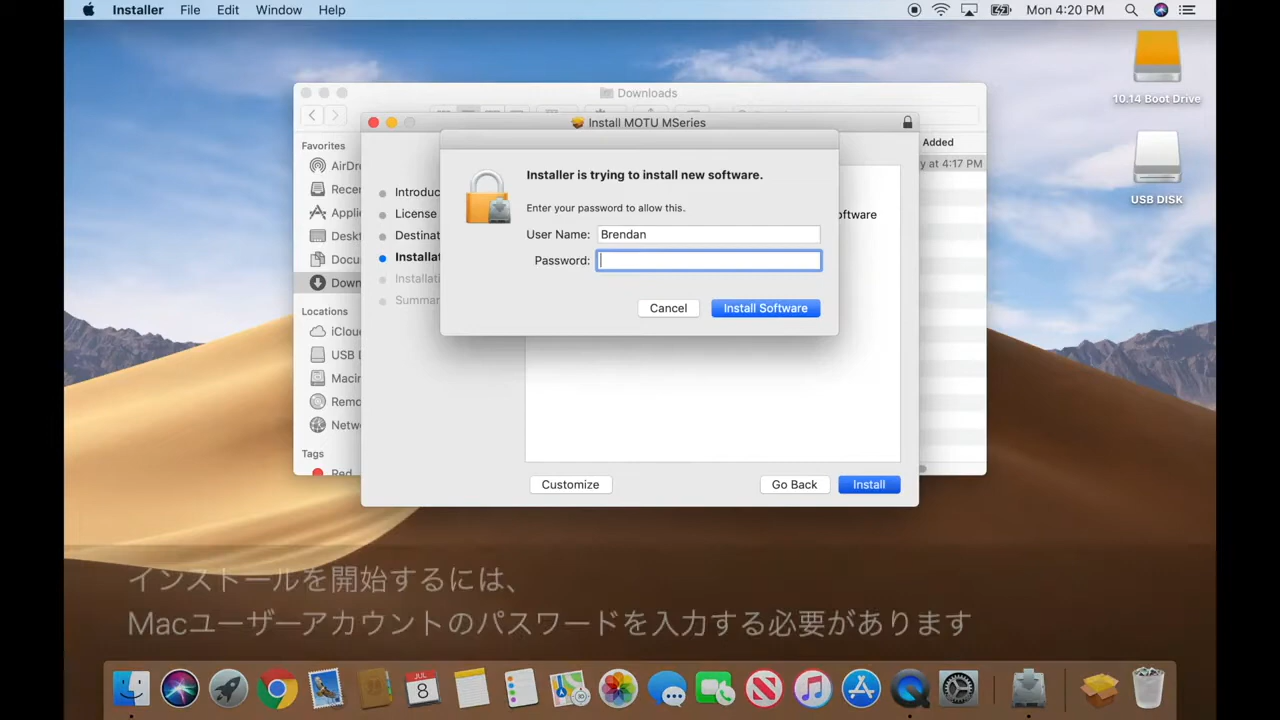 Installer File Edit Window Help
Mon 4:20 PM
10.14 Boot Drive
USB DISK
Downloads
Install MOTU MSeries
Favorites
Locations
Tags
Red
Added
at 4:17 PM
License
Installer is trying to install new software.
Enter your password to allow this.
User Name: Brendan
Password:
Cancel Install Software
Customize Go Back Install
インストールを開始するには、
Macユーザーアカウントのパスワードを入力する必要があります
JUL
8